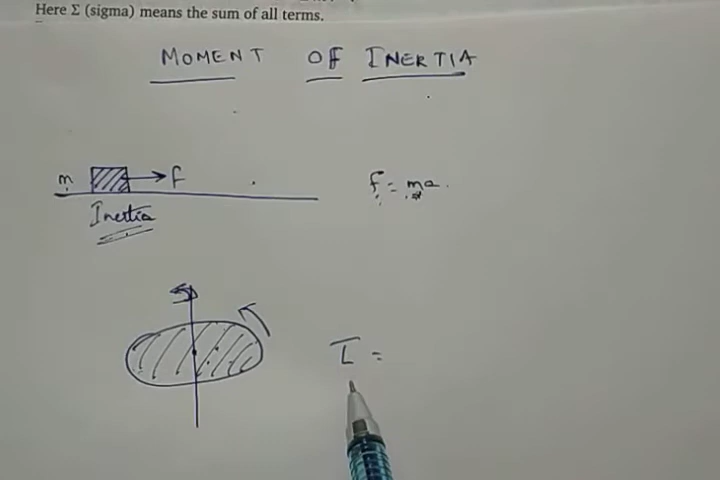 Here Σ (sigma) means the sum of all terms.
MOMENT OF INERTIA
m F
f = ma
Inertia
τ =